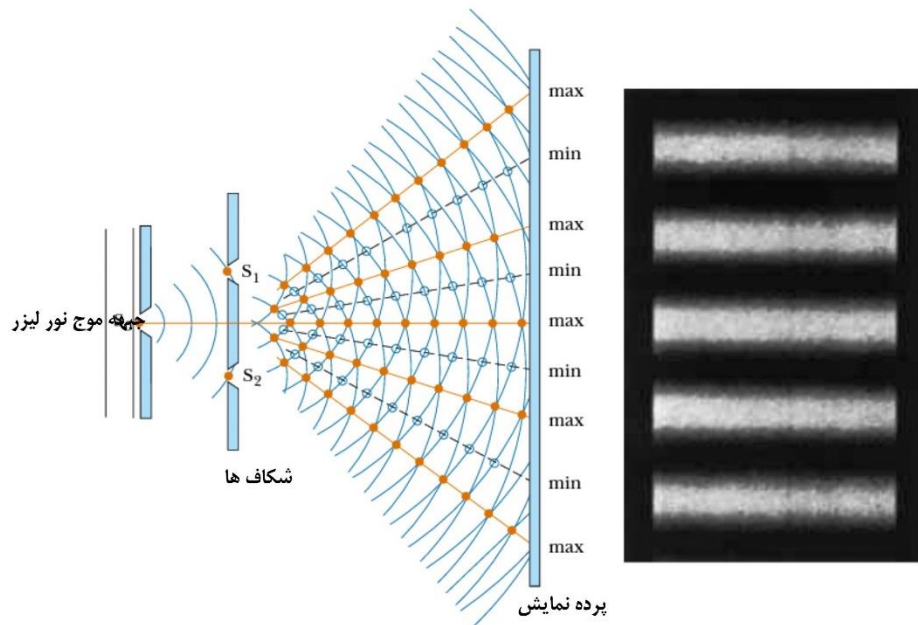 max
min
max
min
max
min
max
min
max
S1
S2
جبهه موج نور لیزر
شکاف ها
پرده نمایش